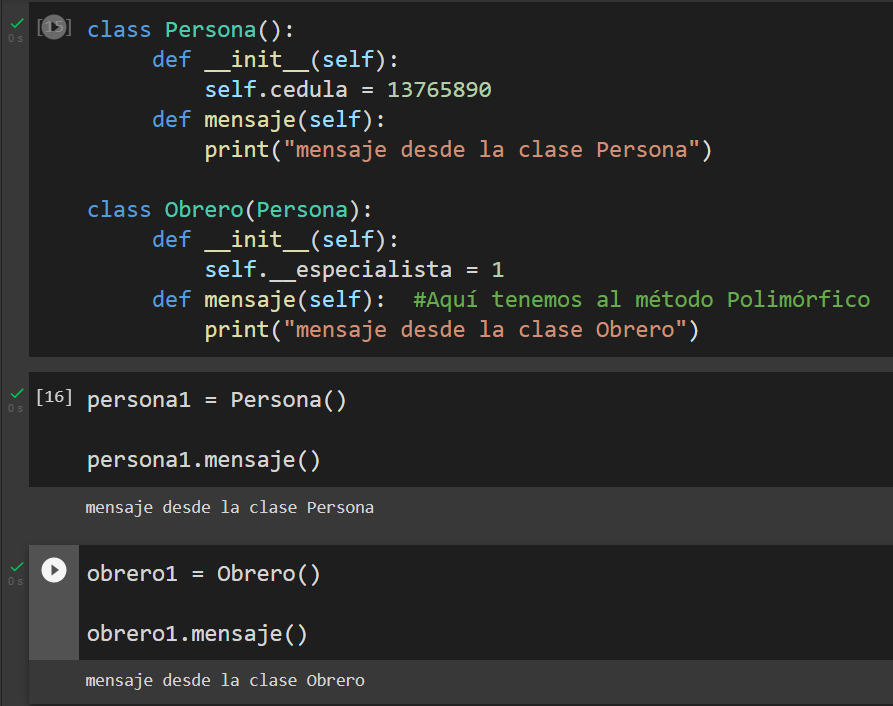 [15] class Persona():
def __init__(self):
0 s
self.cedula = 13765890
def mensaje(self):
print("mensaje desde la clase Persona")
class Obrero(Persona):
def __init__(self):
self.__especialista = 1
def mensaje(self):  #Aquí tenemos al método Polimórfico
print("mensaje desde la clase Obrero")
[16] persona1 = Persona()
0 s
persona1.mensaje()
mensaje desde la clase Persona
obrero1 = Obrero()
0 s
obrero1.mensaje()
mensaje desde la clase Obrero